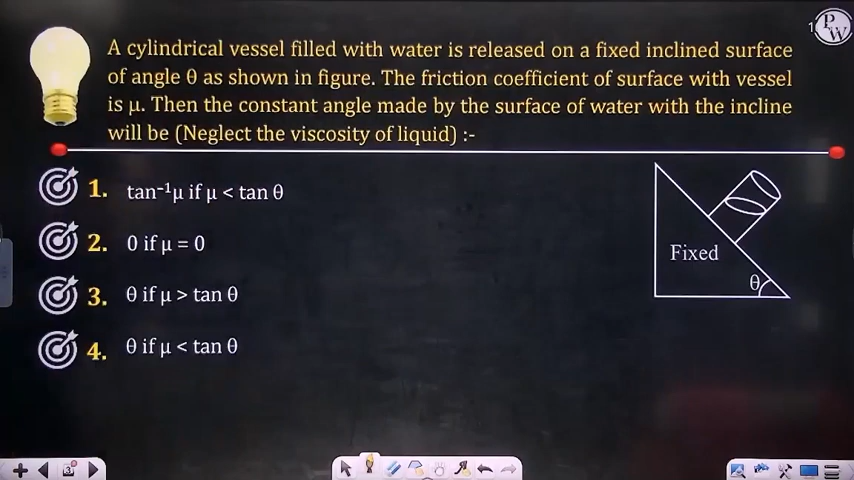 1
P
W
A cylindrical vessel filled with water is released on a fixed inclined surface
of angle θ as shown in figure. The friction coefficient of surface with vessel
is μ. Then the constant angle made by the surface of water with the incline
will be (Neglect the viscosity of liquid) :-
1. tan⁻¹μ if μ < tan θ
2. 0 if μ = 0
3. θ if μ > tan θ
4. θ if μ < tan θ
Fixed
θ